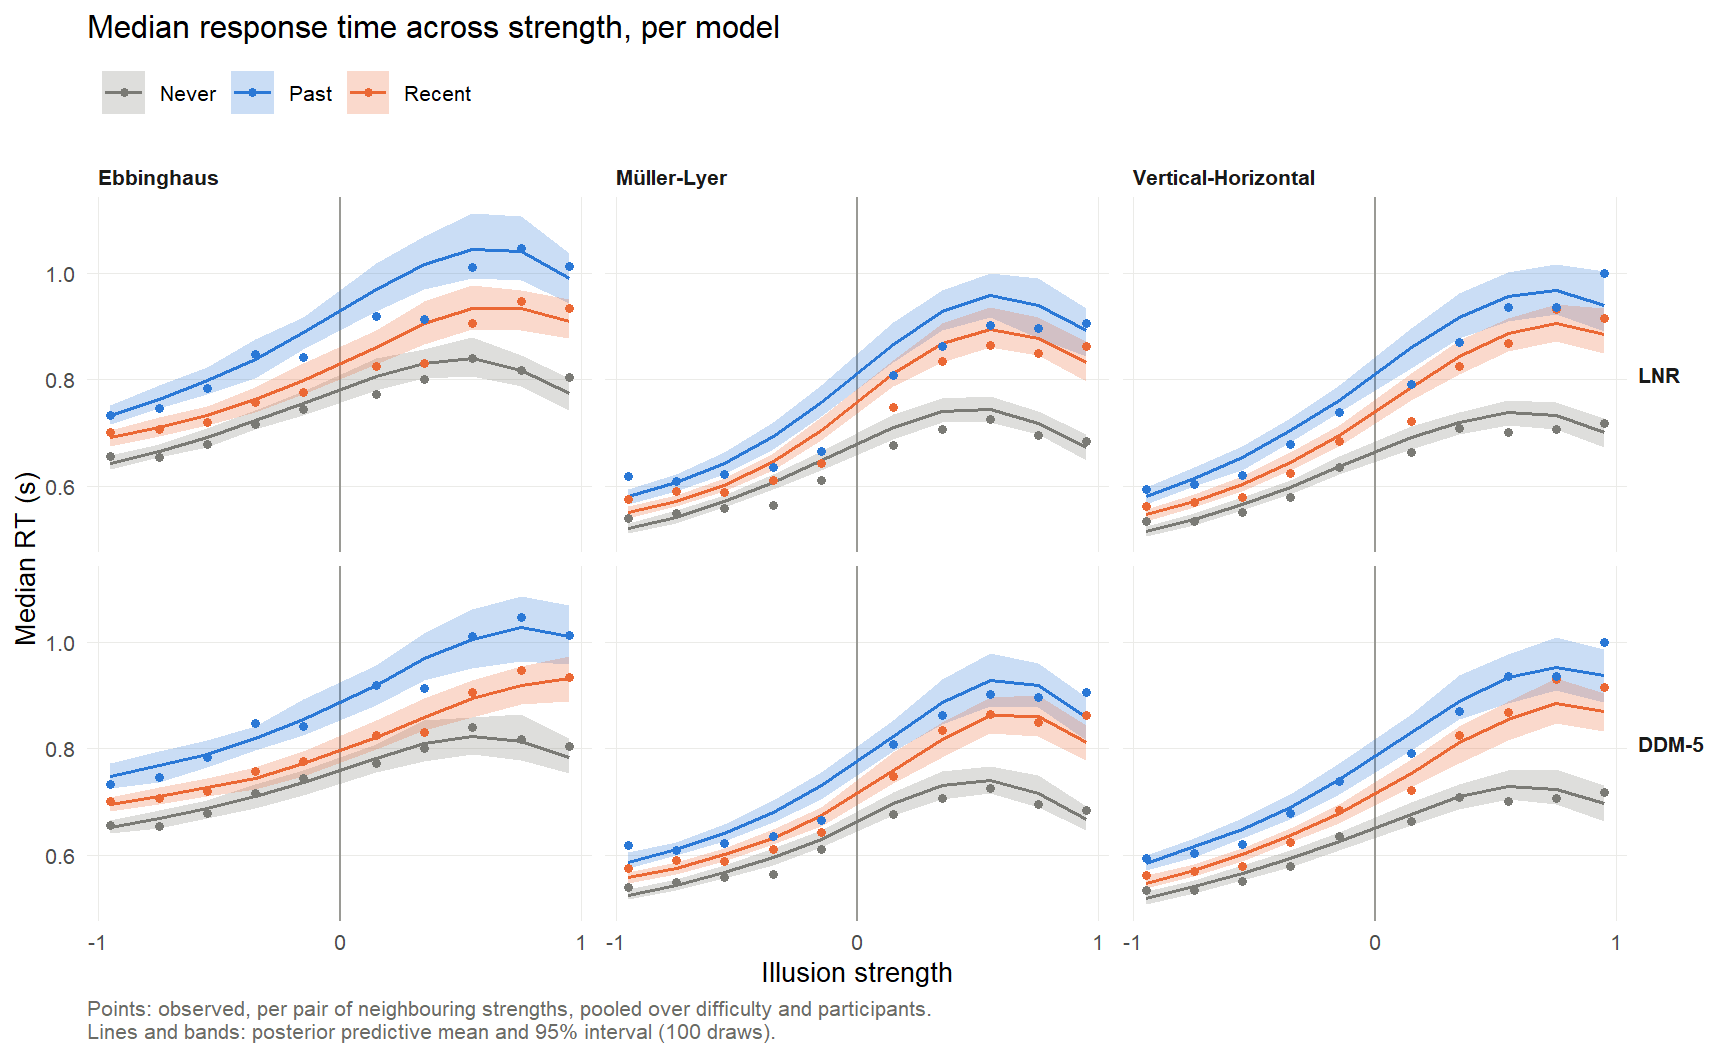 Median response time across strength, per model
Never Past Recent
Ebbinghaus Müller-Lyer Vertical-Horizontal
1.0
0.8
0.6
LNR
Median RT (s)
1.0
0.8
0.6
DDM-5
-1 0 1 -1 0 1 -1 0 1
Illusion strength
Points: observed, per pair of neighbouring strengths, pooled over difficulty and participants.
Lines and bands: posterior predictive mean and 95% interval (100 draws).